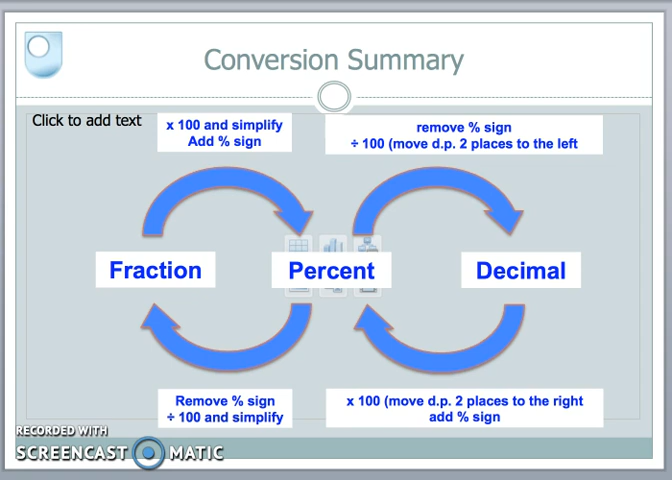 Conversion Summary
Click to add text
x 100 and simplify
Add % sign
remove % sign
÷ 100 (move d.p. 2 places to the left
Fraction
Percent
Decimal
Remove % sign
÷ 100 and simplify
x 100 (move d.p. 2 places to the right
add % sign
RECORDED WITH
SCREENCAST MATIC